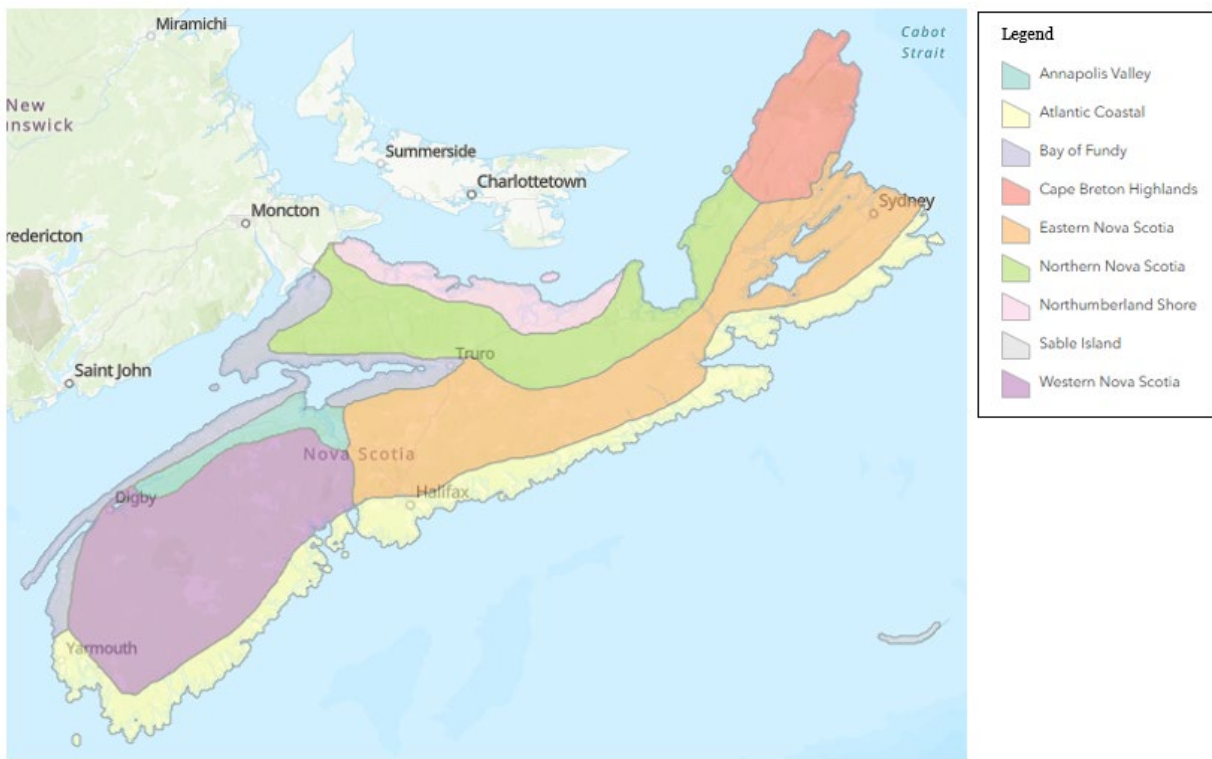 Miramichi
Cabot
Strait
New
unswick
Summerside
Charlottetown
Moncton
redericton
Sydney
Truro
Saint John
Nova Scotia
Digby
Halifax
Yarmouth
Legend
Annapolis Valley
Atlantic Coastal
Bay of Fundy
Cape Breton Highlands
Eastern Nova Scotia
Northern Nova Scotia
Northumberland Shore
Sable Island
Western Nova Scotia